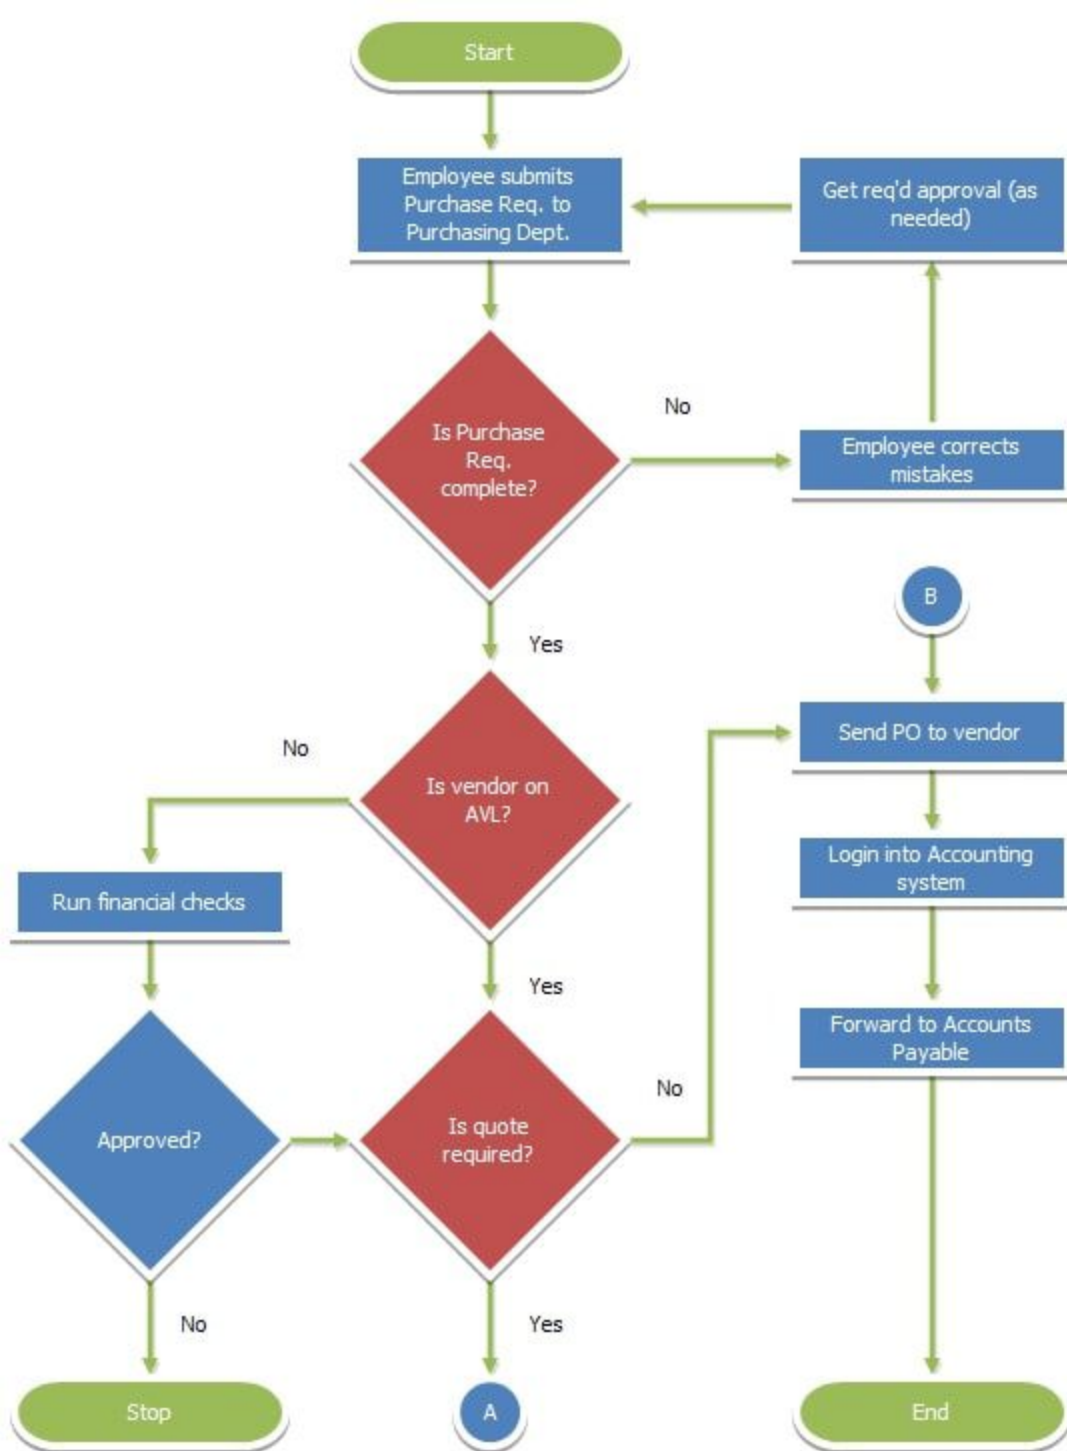 Start
Employee submits
Purchase Req. to
Purchasing Dept.
Get req'd approval (as
needed)
Is Purchase
Req.
complete?
No
Employee corrects
mistakes
Yes
B
Send PO to vendor
No
Is vendor on
AVL?
Login into Accounting
system
Run financial checks
Yes
Forward to Accounts
Payable
No
Approved?
Is quote
required?
No
Yes
Stop
A
End